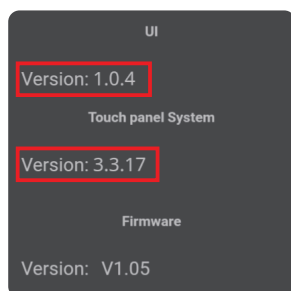 UI
Version: 1.0.4
Touch panel System
Version: 3.3.17
Firmware
Version: V1.05